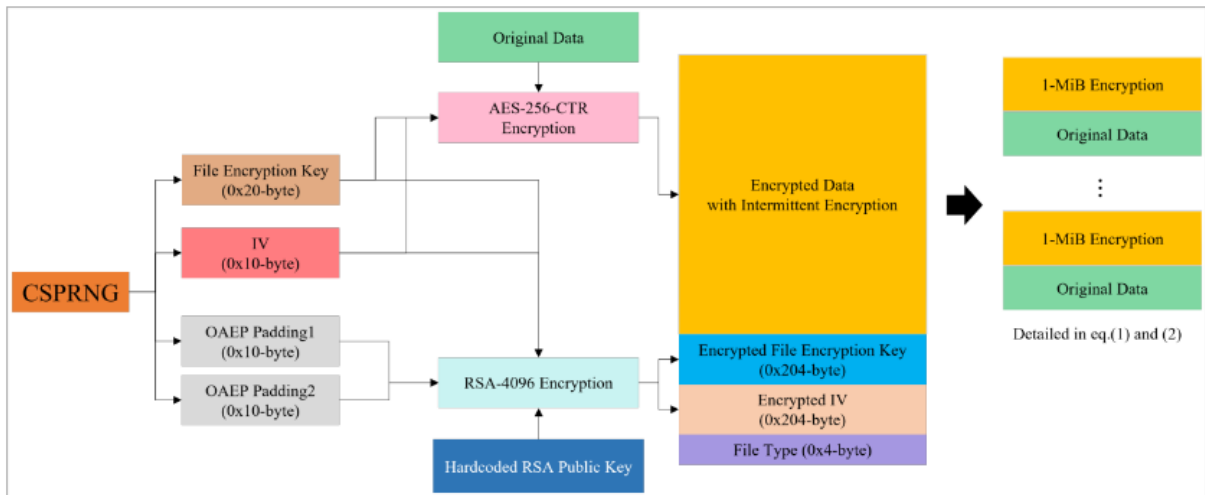 Original Data
AES-256-CTR
Encryption
File Encryption Key
(0x20-byte)
IV
(0x10-byte)
CSPRNG
OAEP Padding1
(0x10-byte)
OAEP Padding2
(0x10-byte)
RSA-4096 Encryption
Hardcoded RSA Public Key
Encrypted Data
with Intermittent Encryption
Encrypted File Encryption Key
(0x204-byte)
Encrypted IV
(0x204-byte)
File Type (0x4-byte)
1-MiB Encryption
Original Data
⋮
1-MiB Encryption
Original Data
Detailed in eq.(1) and (2)